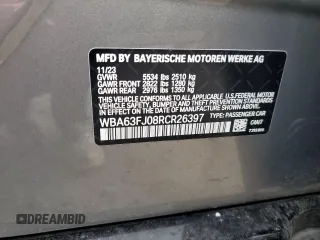 MFD. BY BAYERISCHE MOTOREN WERKE AG
11/23
GVWR 5534 lbs 2510 kg
GAWR FRONT 2822 lbs 1280 kg
GAWR REAR 2976 lbs 1350 kg
THIS VEHICLE CONFORMS TO ALL APPLICABLE FEDERAL
MOTOR VEHICLE SAFETY, BUMPER, AND THEFT PREVENTION
STANDARDS IN EFFECT ON THE DATE OF MANUFACTURE SHOWN ABOVE.
WBA63FJ08RCR26397 TYPE: PASSENGER CAR
DREAMBID